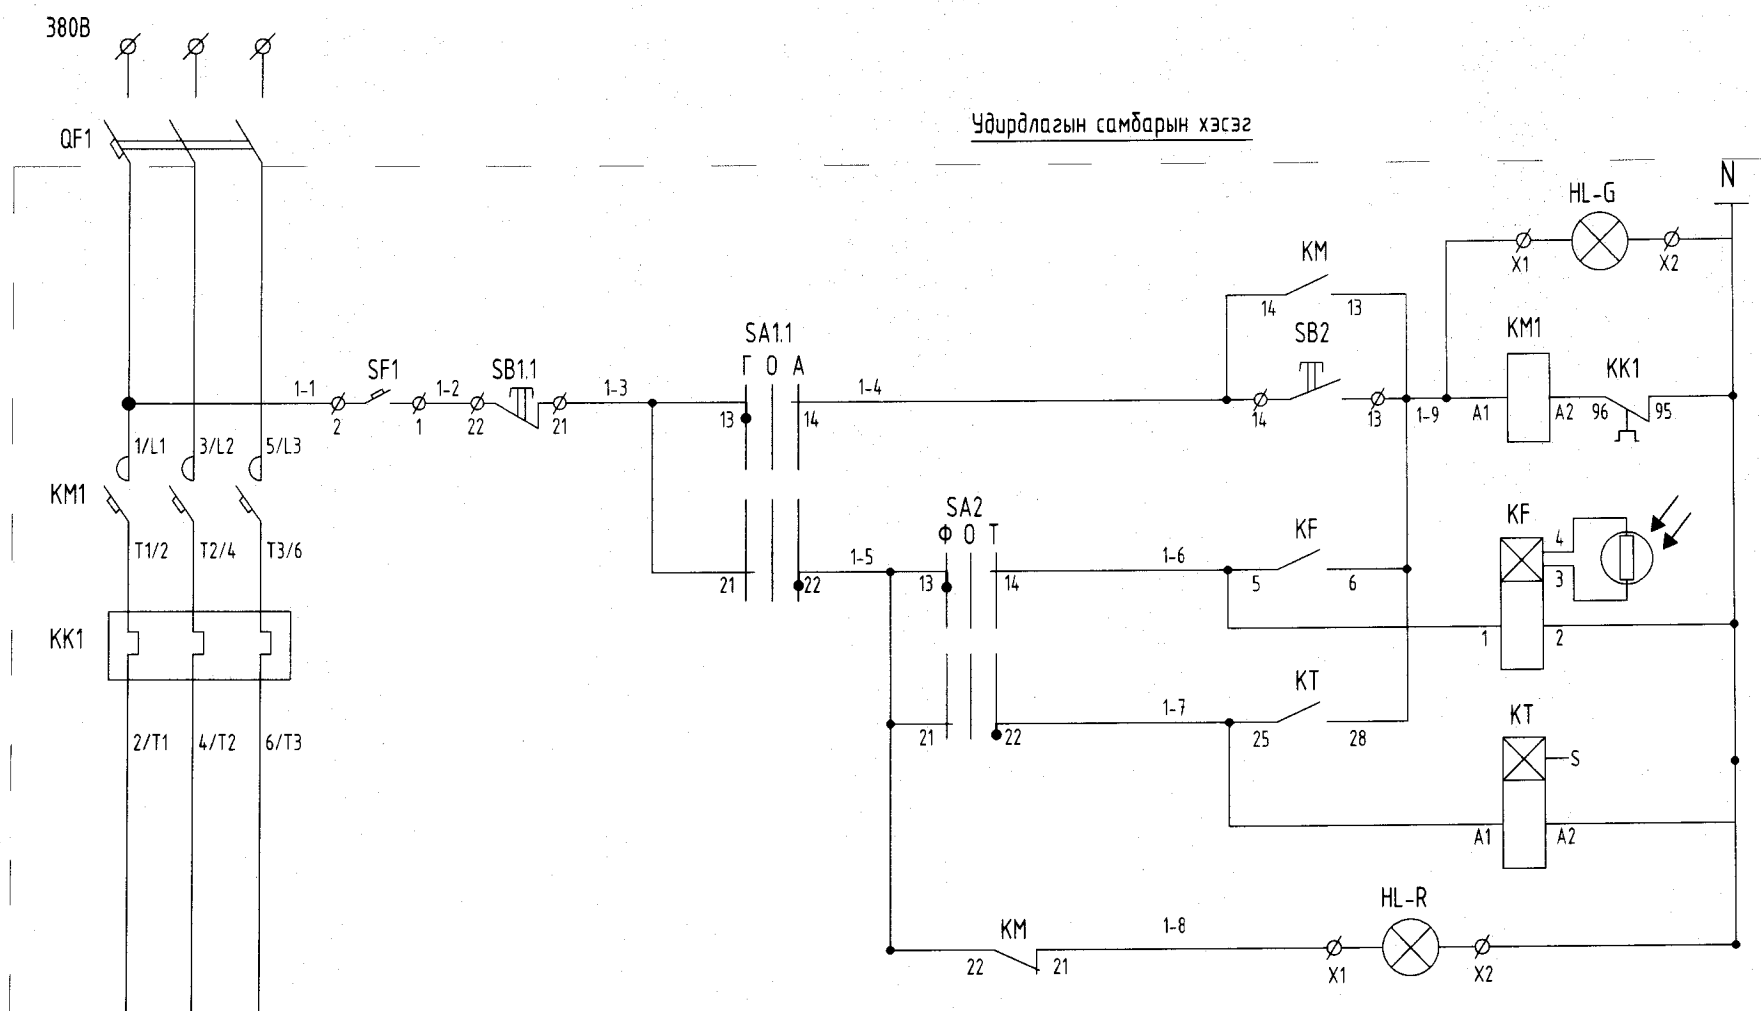 380В
QF1
Удирдлагын самбарын хэсэг
N
HL-G
X1 X2
KM
14 13
SB2
KM1
KK1
SA1.1
Г О А
SF1
SB1.1
1-1 1-2 1-3 1-4
2 1 22 21 13 14 14 13 1-9 A1 A2 96 95
1/L1 3/L2 5/L3
KM1
SA2
Ф О Т
KF
KF
T1/2 T2/4 T3/6
1-5 1-6
21 22 13 14 5 6
4
3
1 2
KK1
KT
1-7
21 22 25 28
KT
S
2/T1 4/T2 6/T3
A1 A2
HL-R
KM
1-8
22 21 X1 X2